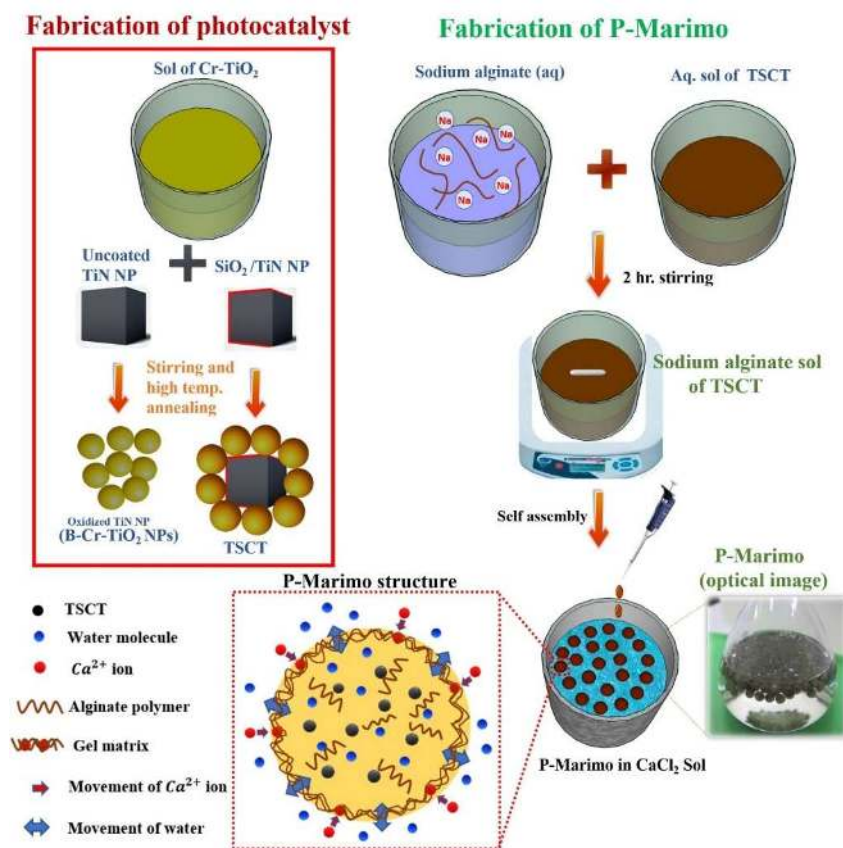 Fabrication of photocatalyst
Sol of Cr-TiO₂
Uncoated
TiN NP
SiO₂/TiN NP
Stirring and
high temp.
annealing
Oxidized TiN NP
(B-Cr-TiO₂ NPs)
TSCT
Fabrication of P-Marimo
Sodium alginate (aq)
Aq. sol of TSCT
Na
Na
Na
Na
Na
Na
2 hr. stirring
Sodium alginate sol
of TSCT
Self assembly
P-Marimo
(optical image)
P-Marimo in CaCl₂ Sol
P-Marimo structure
TSCT
Water molecule
Ca²⁺ ion
Alginate polymer
Gel matrix
Movement of Ca²⁺ ion
Movement of water